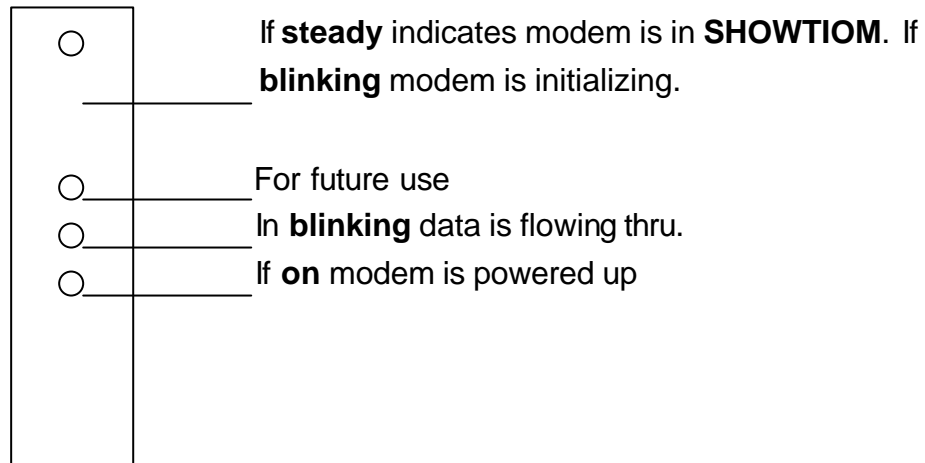 If steady indicates modem is in SHOWTIOM. If
blinking modem is initializing.
For future use
In blinking data is flowing thru.
If on modem is powered up